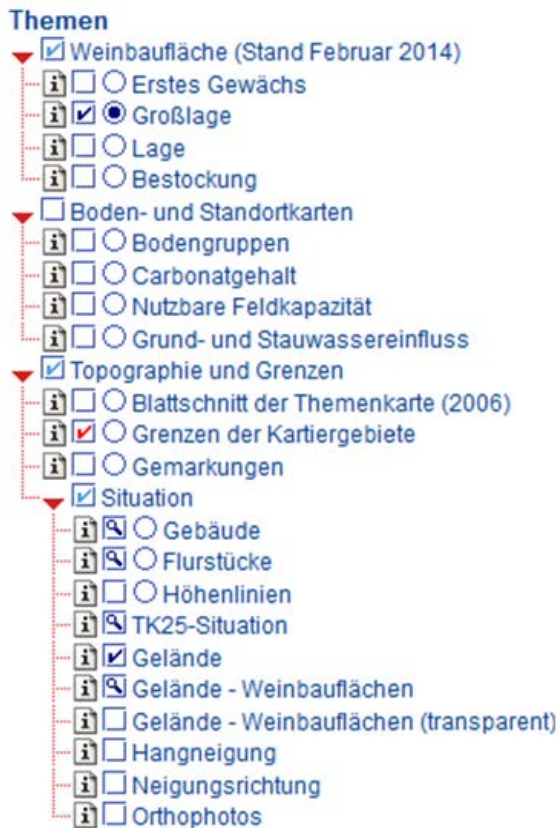 Themen
Weinbaufläche (Stand Februar 2014)
Erstes Gewächs
Großlage
Lage
Bestockung
Boden- und Standortkarten
Bodengruppen
Carbonatgehalt
Nutzbare Feldkapazität
Grund- und Stauwassereinfluss
Topographie und Grenzen
Blattschnitt der Themenkarte (2006)
Grenzen der Kartiergebiete
Gemarkungen
Situation
Gebäude
Flurstücke
Höhenlinien
TK25-Situation
Gelände
Gelände - Weinbauflächen
Gelände - Weinbauflächen (transparent)
Hangneigung
Neigungsrichtung
Orthophotos